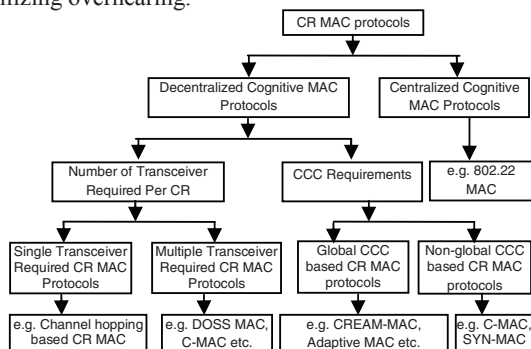 nizing overhearing.
CR MAC protocols
Decentralized Cognitive MAC
Protocols
Centralized Cognitive
MAC Protocols
Number of Transceiver
Required Per CR
CCC Requirements
e.g. 802.22
MAC
Single Transceiver
Required CR MAC
Protocols
Multiple Transceiver
Required CR MAC
Protocols
Global CCC
based CR MAC
protocols
Non-global CCC
based CR MAC
protocols
e.g. Channel hopping
based CR MAC
e.g. DOSS MAC,
C-MAC etc.
e.g. CREAM-MAC,
Adaptive MAC etc.
e.g. C-MAC,
SYN-MAC.